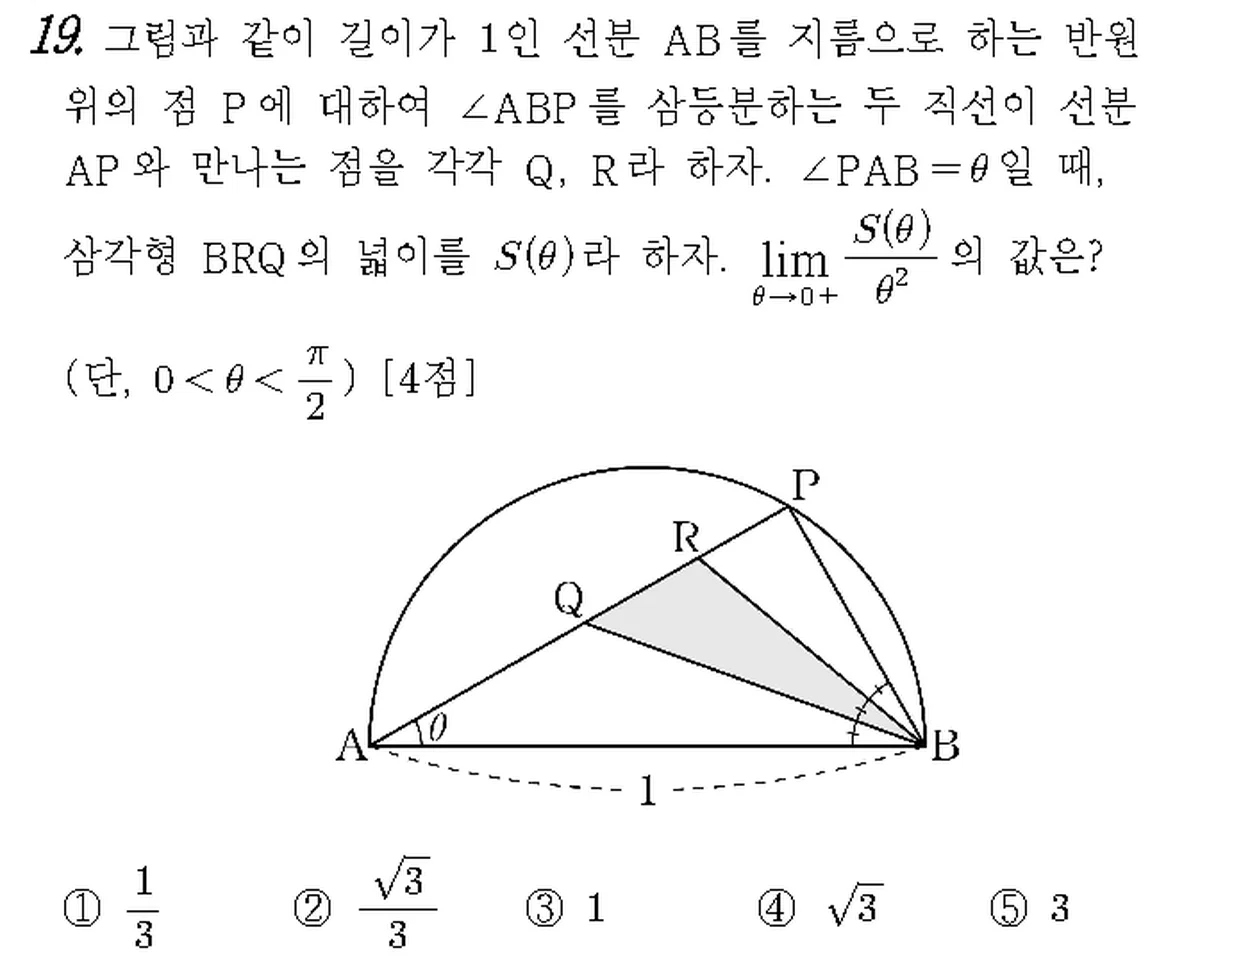 19. 그림과 같이 길이가 1인 선분 AB를 지름으로 하는 반원
위의 점 P에 대하여 ∠ABP를 삼등분하는 두 직선이 선분
AP와 만나는 점을 각각 Q, R라 하자. ∠PAB=θ일 때,
삼각형 BRQ의 넓이를 S(θ)라 하자. lim_{θ→0+} S(θ)/θ² 의 값은?
(단, 0<θ<π/2) [4점]
P
R
Q
A θ B
1
① 1/3 ② √3/3 ③ 1 ④ √3 ⑤ 3